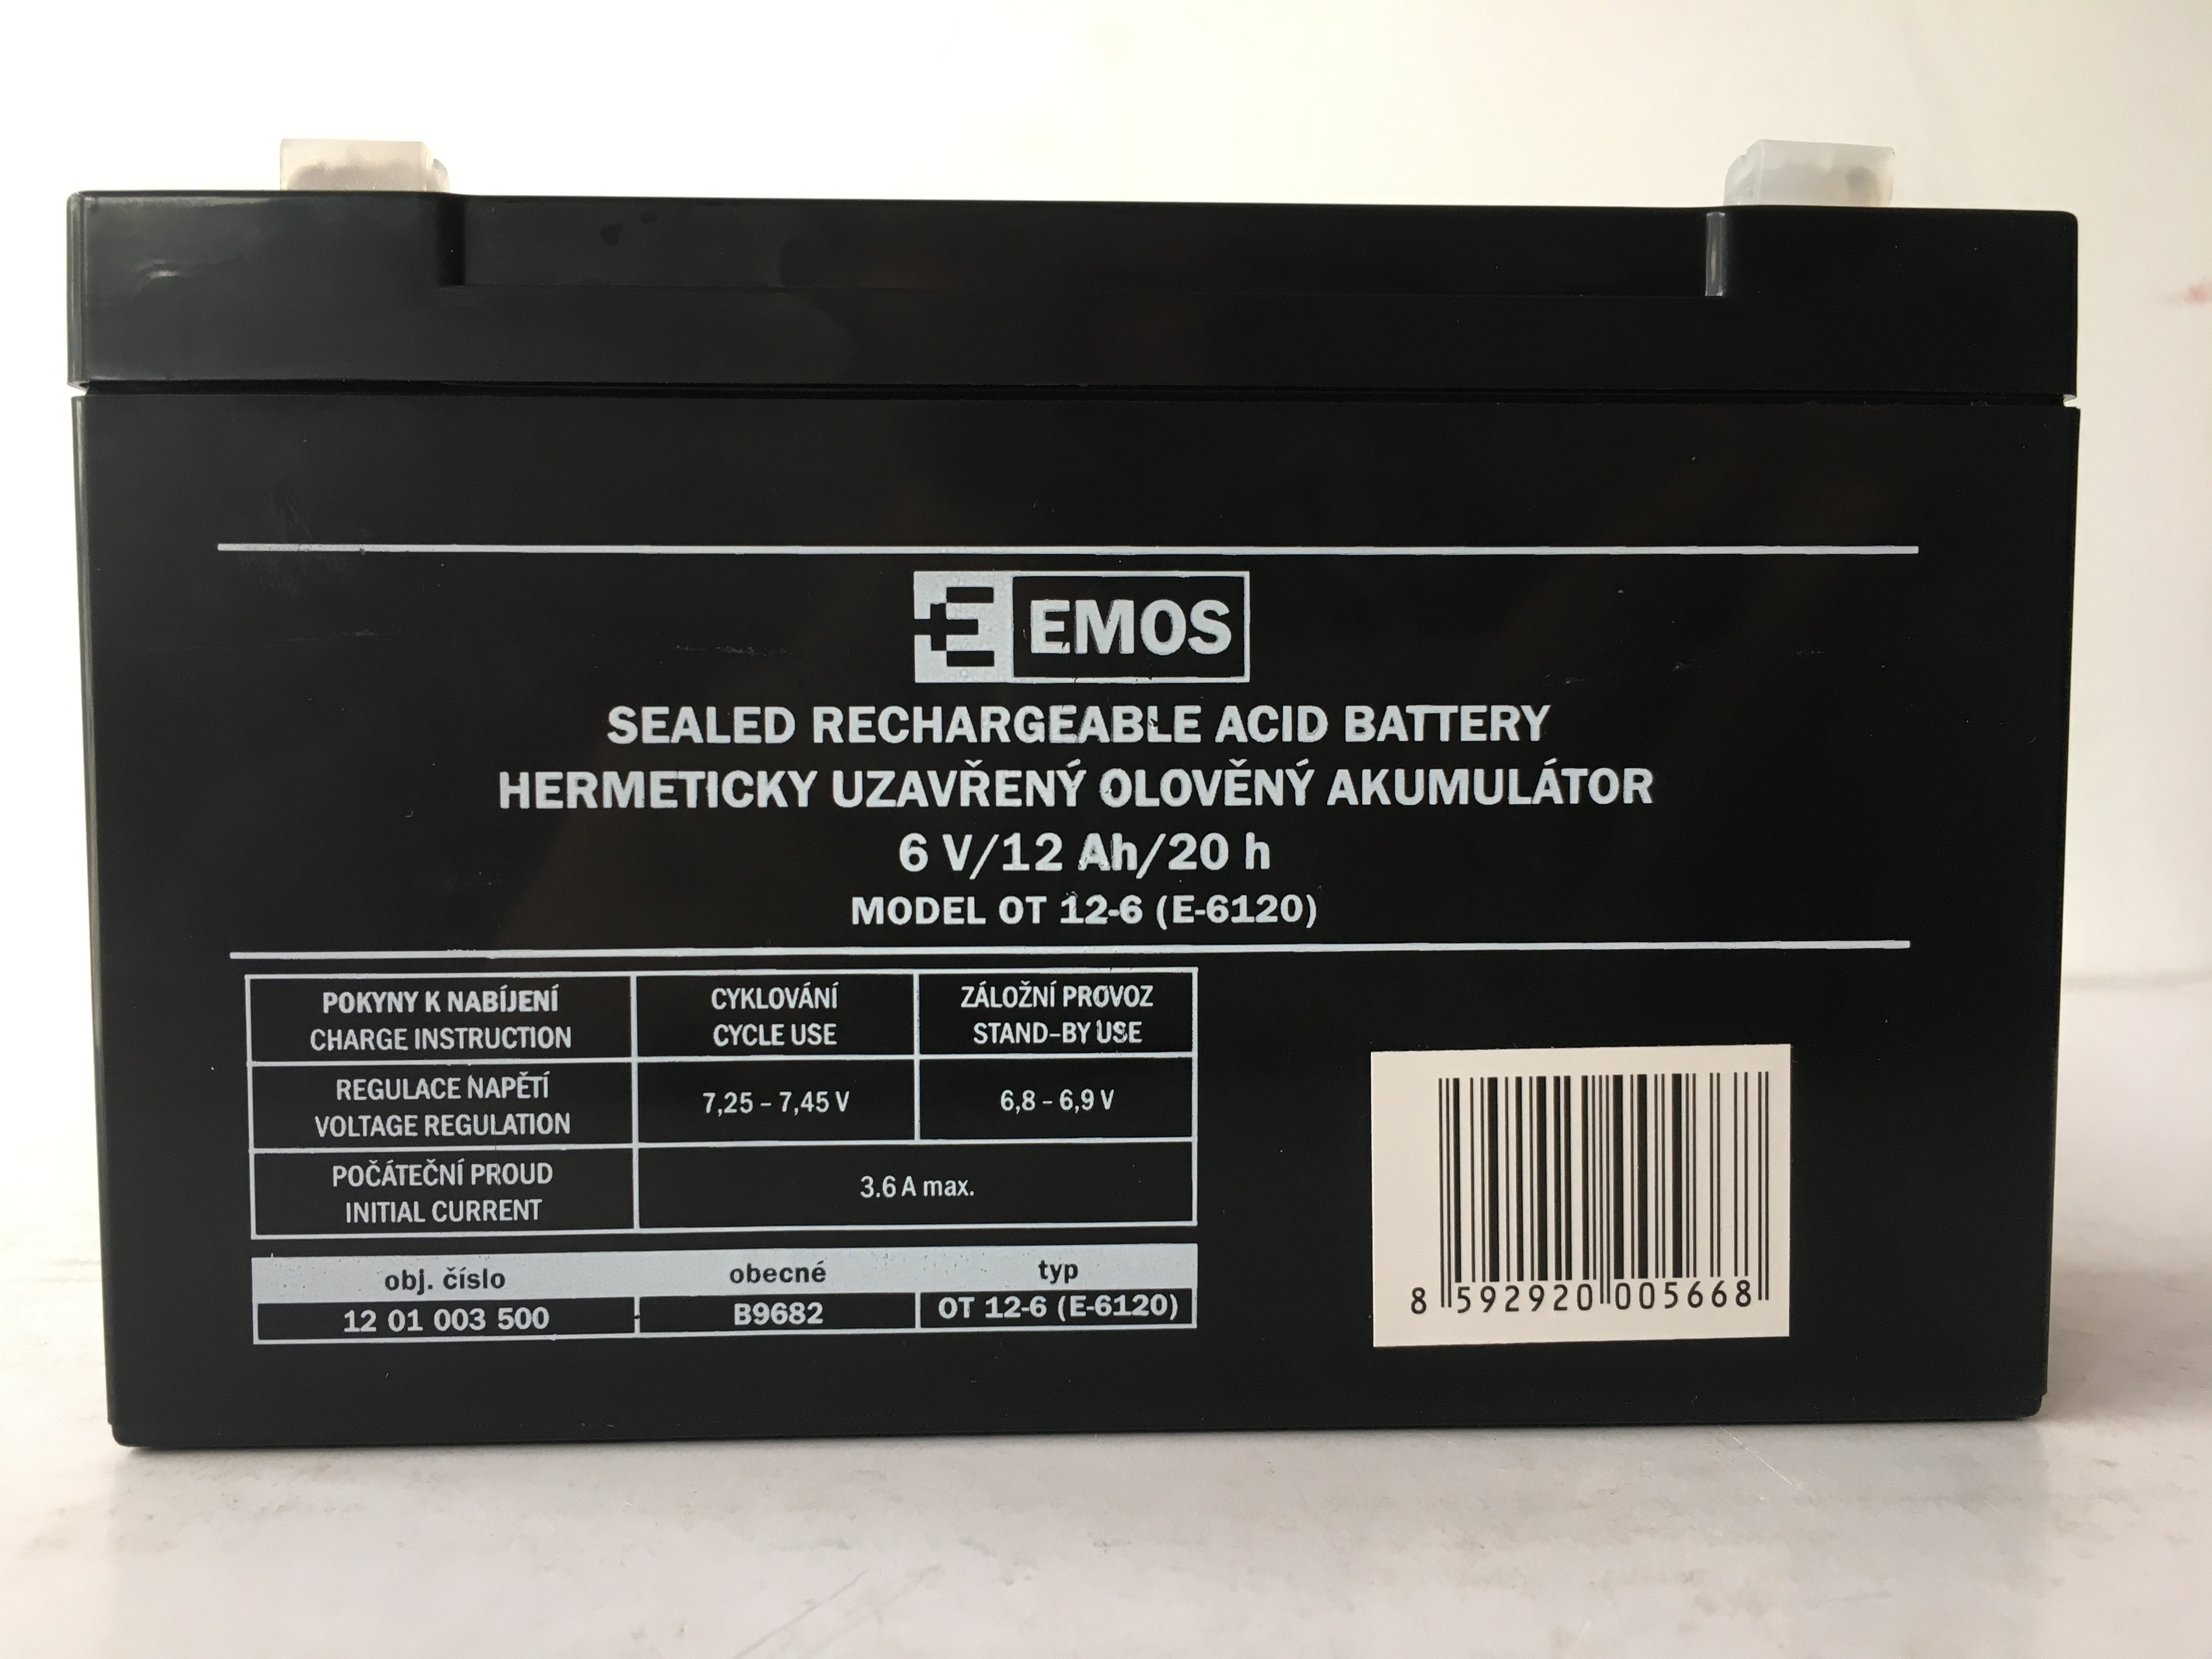 EMOS
SEALED RECHARGEABLE ACID BATTERY
HERMETICKY UZAVŘENÝ OLOVĚNÝ AKUMULÁTOR
6 V/12 Ah/20 h
MODEL OT 12-6 (E-6120)
POKYNY K NABÍJENÍ
CHARGE INSTRUCTION
CYKLOVÁNÍ
CYCLE USE
ZÁLOŽNÍ PROVOZ
STAND-BY USE
REGULACE NAPĚTÍ
VOLTAGE REGULATION
7,25 – 7,45 V
6,8 – 6,9 V
POČÁTEČNÍ PROUD
INITIAL CURRENT
3.6 A max.
obj. číslo
obecné
typ
12 01 003 500
B9682
OT 12-6 (E-6120)
8 592920 005668